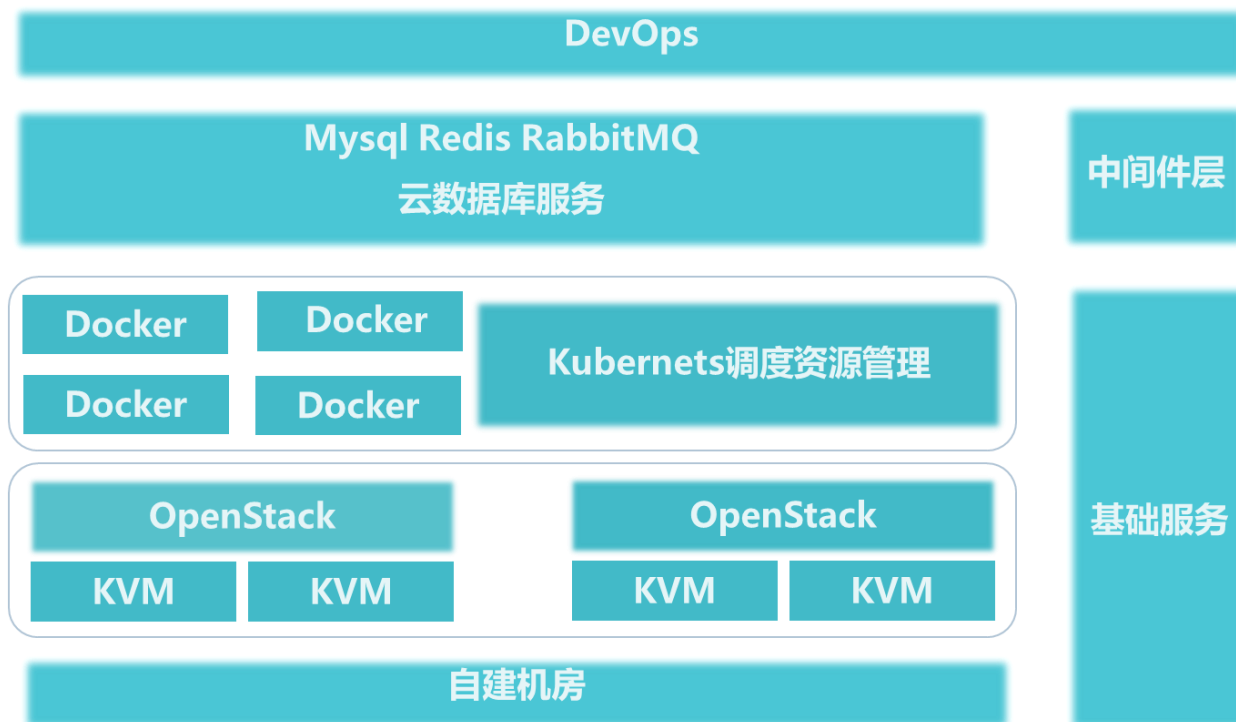 DevOps
Mysql Redis RabbitMQ
云数据库服务
中间件层
Docker
Docker
Kubernets调度资源管理
Docker
Docker
OpenStack
OpenStack
基础服务
KVM
KVM
KVM
KVM
自建机房